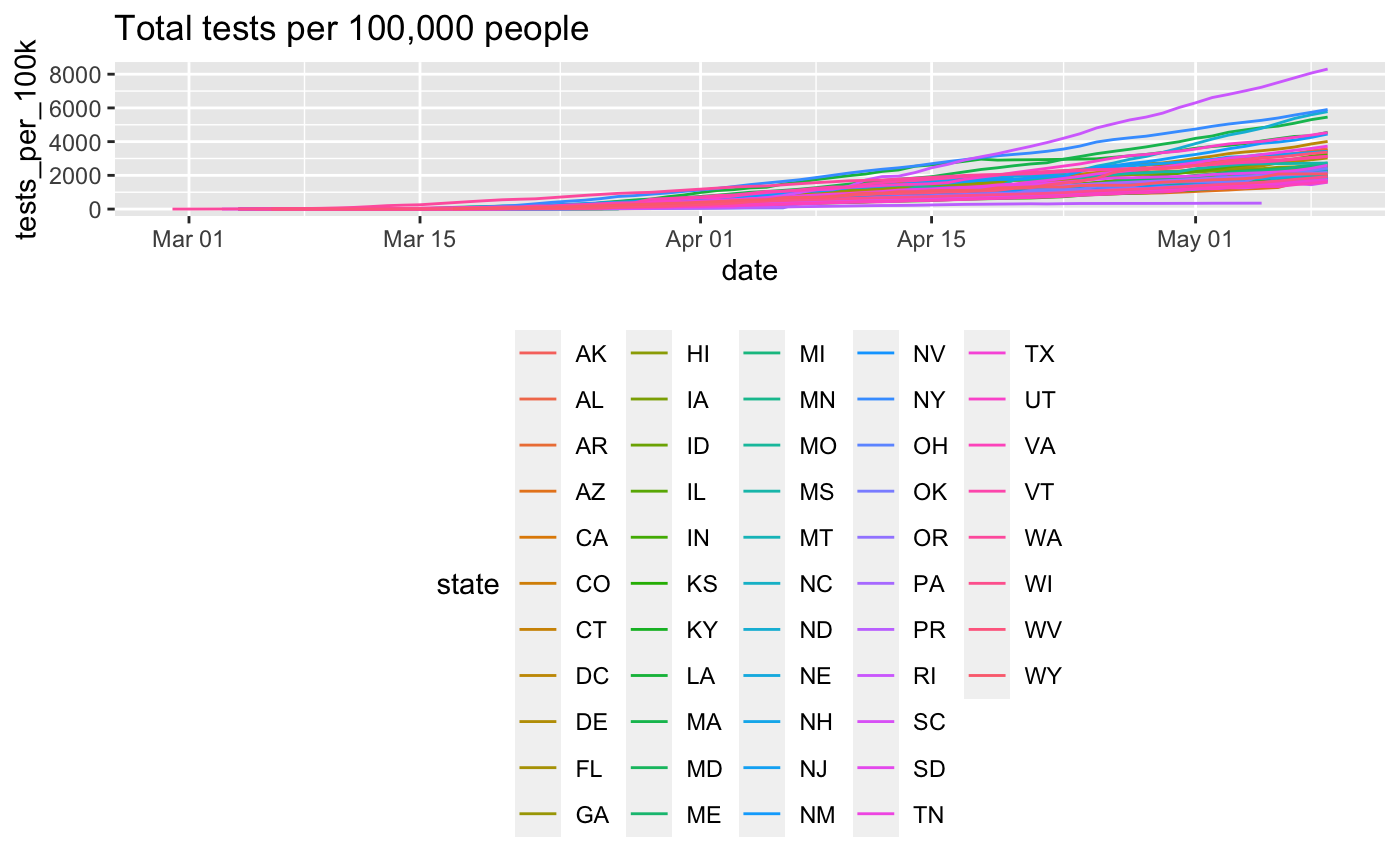 Total tests per 100,000 people
tests_per_100k
8000
6000
4000
2000
0
Mar 01 Mar 15 Apr 01 Apr 15 May 01
date
state
AK HI MI NV TX
AL IA MN NY UT
AR ID MO OH VA
AZ IL MS OK VT
CA IN MT OR WA
CO KS NC PA WI
CT KY ND PR WV
DC LA NE RI WY
DE MA NH SC
FL MD NJ SD
GA ME NM TN